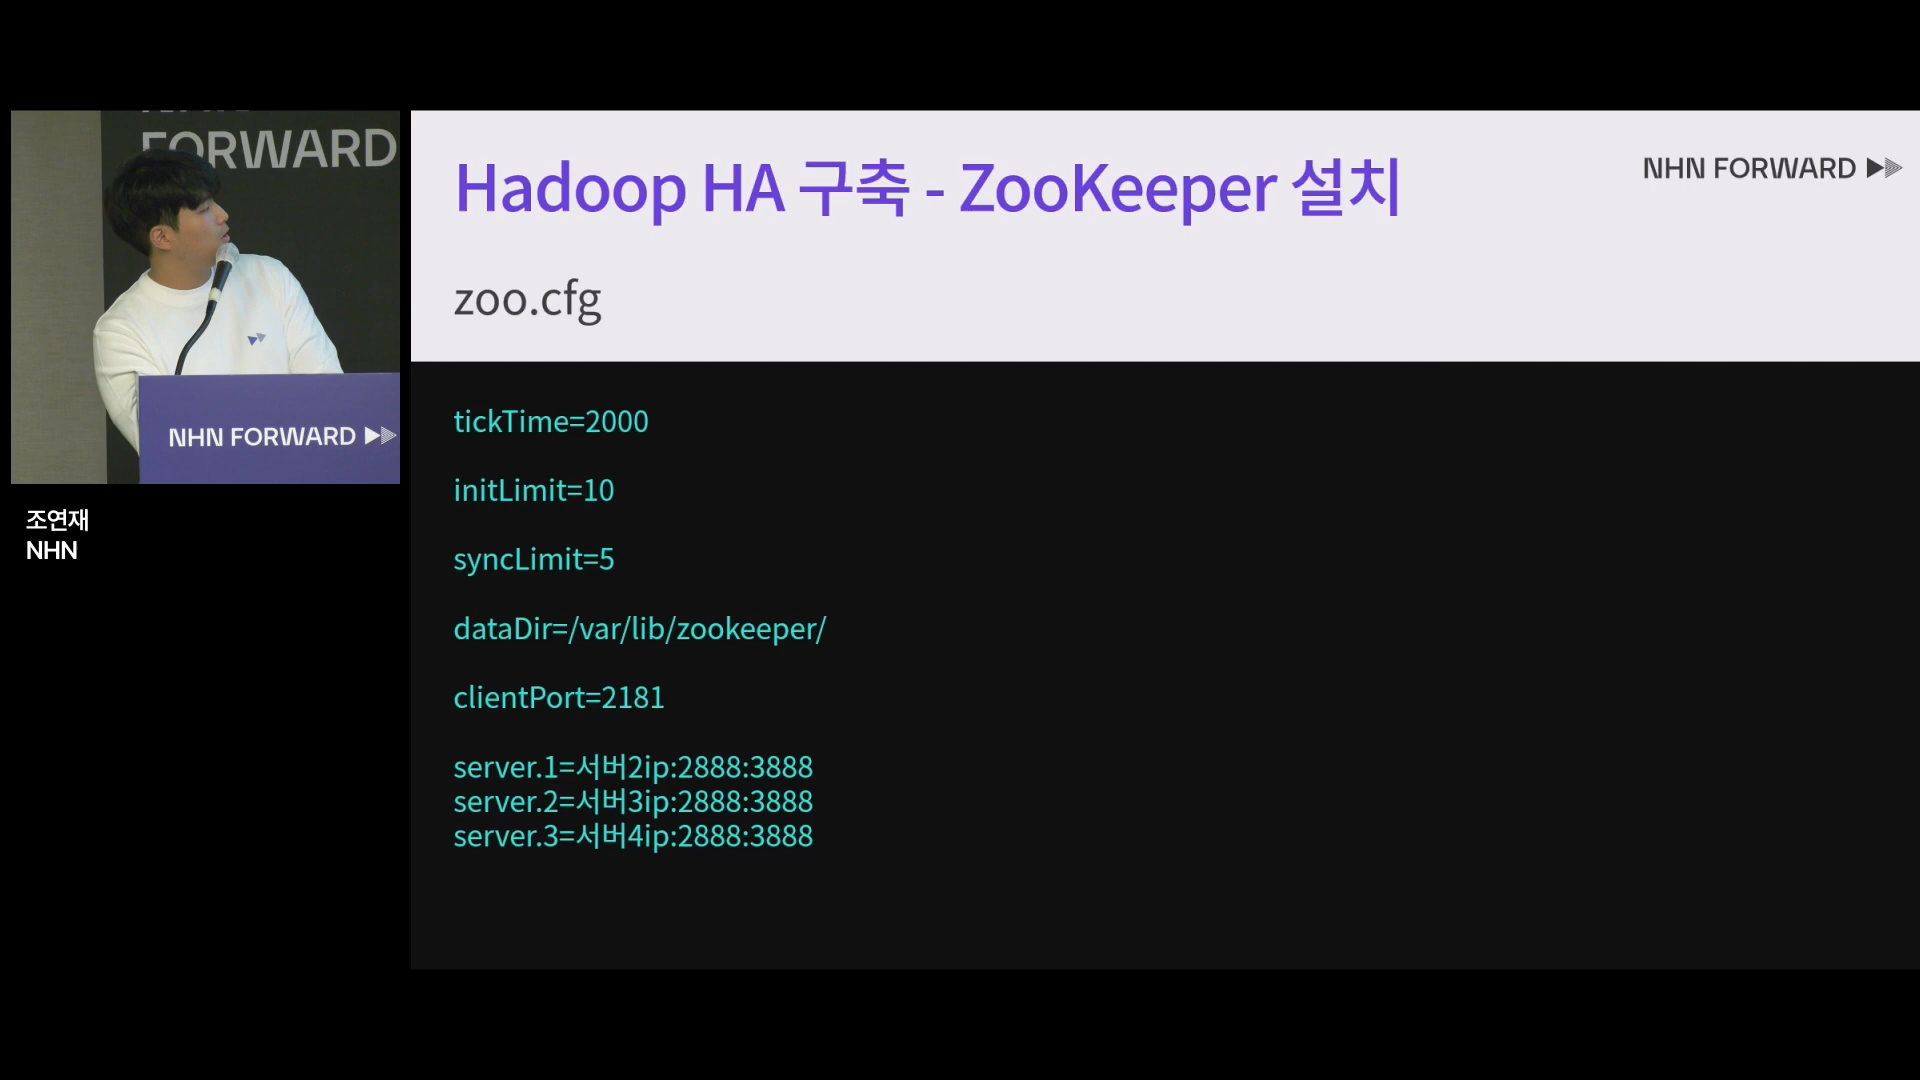 FORWARD
NHN FORWARD
조연재
NHN
Hadoop HA 구축 - ZooKeeper 설치
NHN FORWARD
zoo.cfg
tickTime=2000
initLimit=10
syncLimit=5
dataDir=/var/lib/zookeeper/
clientPort=2181
server.1=서버2ip:2888:3888
server.2=서버3ip:2888:3888
server.3=서버4ip:2888:3888